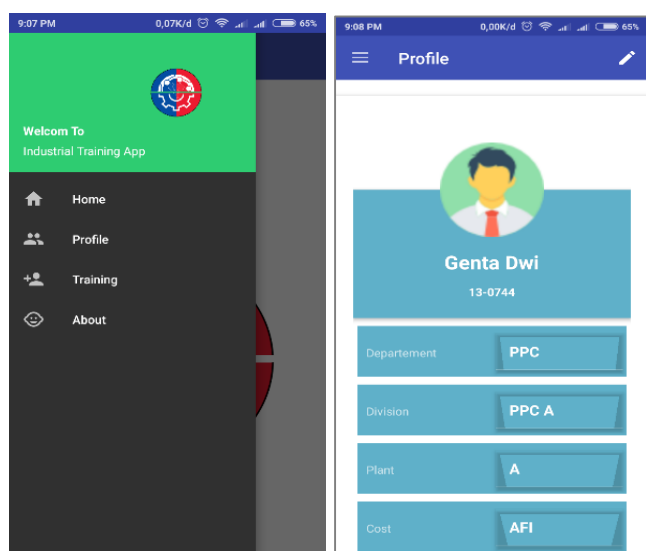 9:07 PM 0,07K/d 65%
Welcom To
Industrial Training App
Home
Profile
Training
About
9:08 PM 0,00K/d 65%
Profile
Genta Dwi
13-0744
Departement PPC
Division PPC A
Plant A
Cost AFI